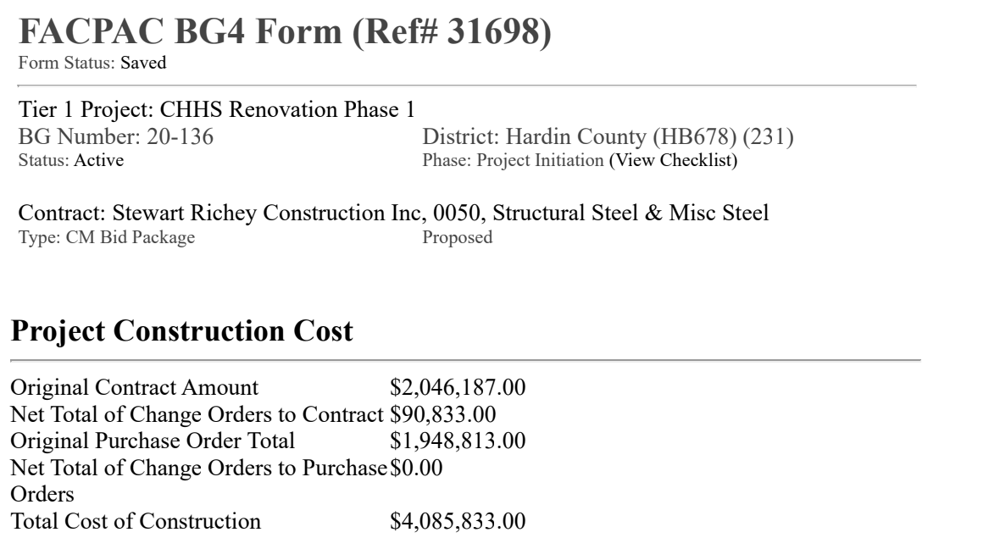 FACPAC BG4 Form (Ref# 31698)
Form Status: Saved
Tier 1 Project: CHHS Renovation Phase 1
BG Number: 20-136 District: Hardin County (HB678) (231)
Status: Active Phase: Project Initiation (View Checklist)
Contract: Stewart Richey Construction Inc, 0050, Structural Steel & Misc Steel
Type: CM Bid Package Proposed
Project Construction Cost
Original Contract Amount $2,046,187.00
Net Total of Change Orders to Contract $90,833.00
Original Purchase Order Total $1,948,813.00
Net Total of Change Orders to Purchase $0.00
Orders
Total Cost of Construction $4,085,833.00